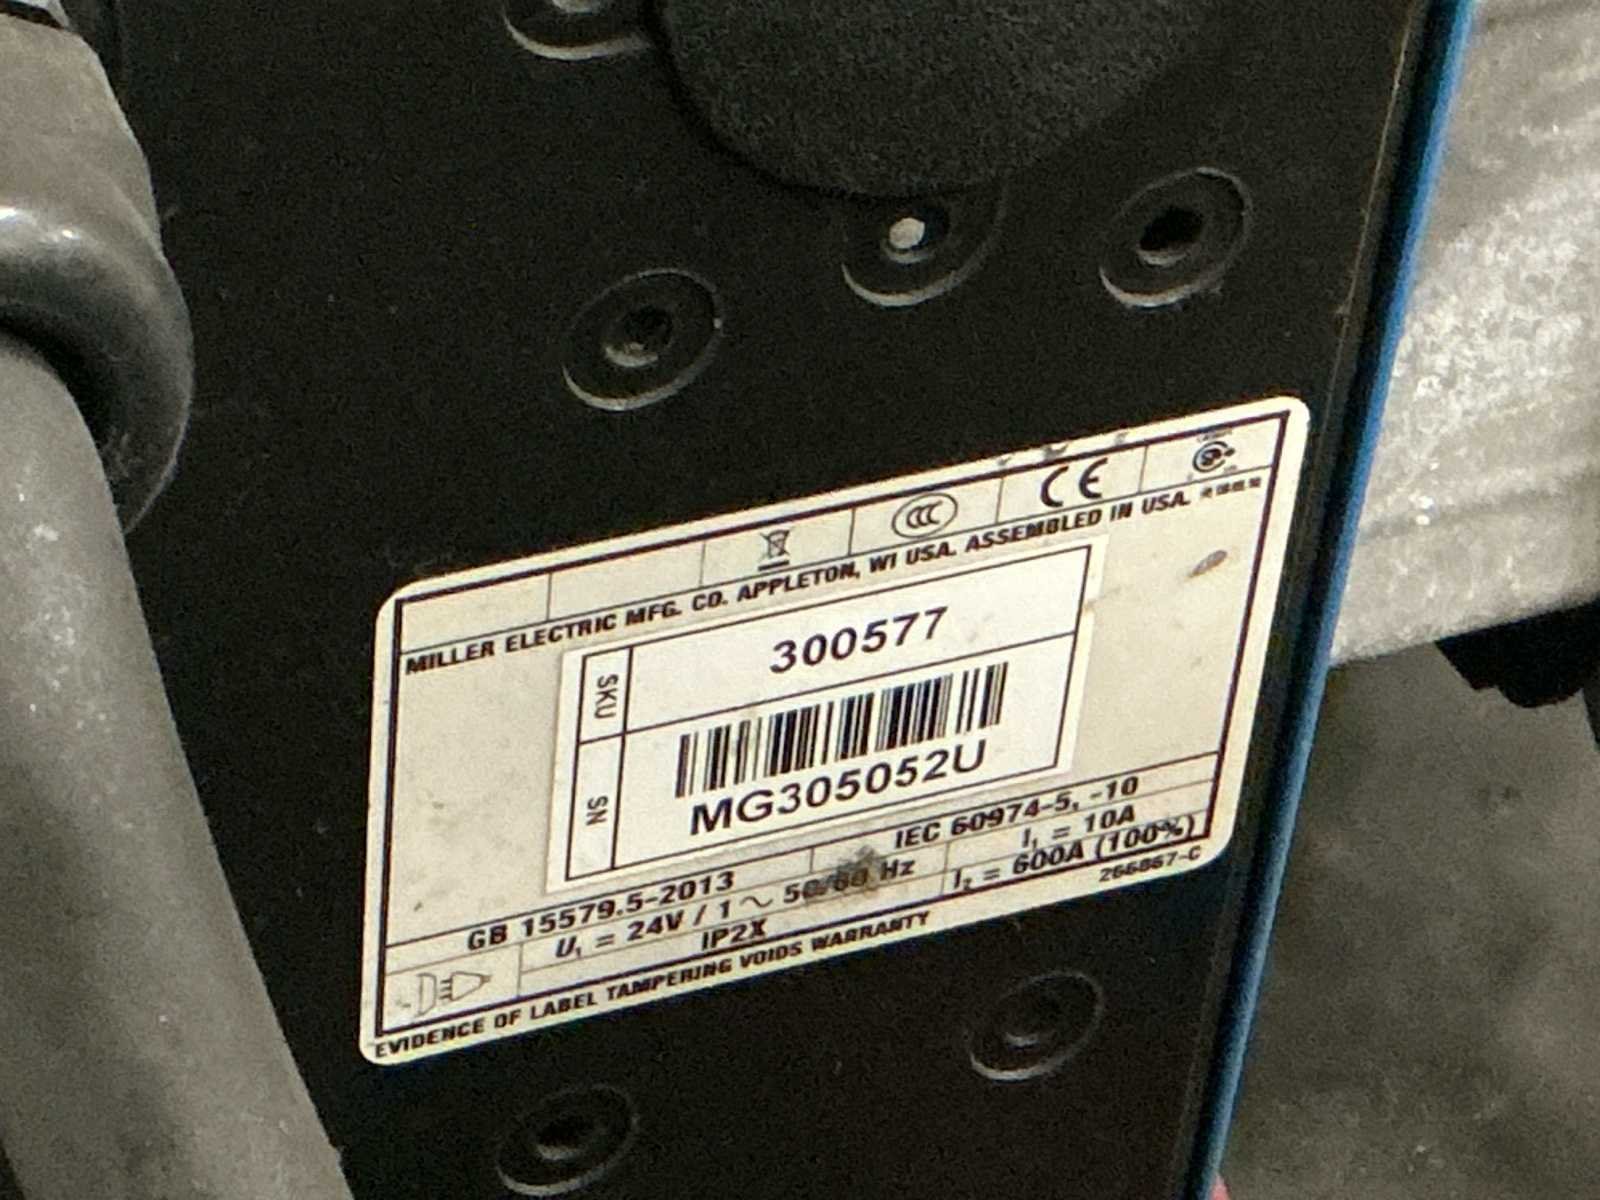 CCC
CE
MILLER ELECTRIC MFG. CO. APPLETON, WI USA. ASSEMBLED IN USA.
SKU 300577
SN MG305052U
GB 15579.5-2013 IEC 60974-5, -10
U₁ = 24V / 1 ~ 50/60 Hz I₁ = 10A
IP2X I₂ = 600A (100%)
EVIDENCE OF LABEL TAMPERING VOIDS WARRANTY 266867-C